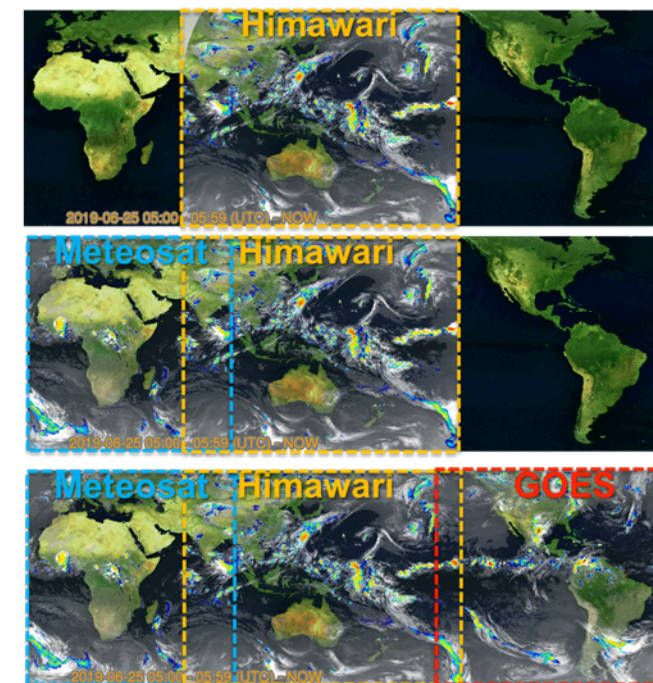 Himawari
2019-06-25 05:00 - 05:59 (UTC) - NOW
Meteosat Himawari
2019-06-25 05:00 - 05:59 (UTC) - NOW
Meteosat Himawari GOES
2019-06-25 05:00 - 05:59 (UTC) - NOW